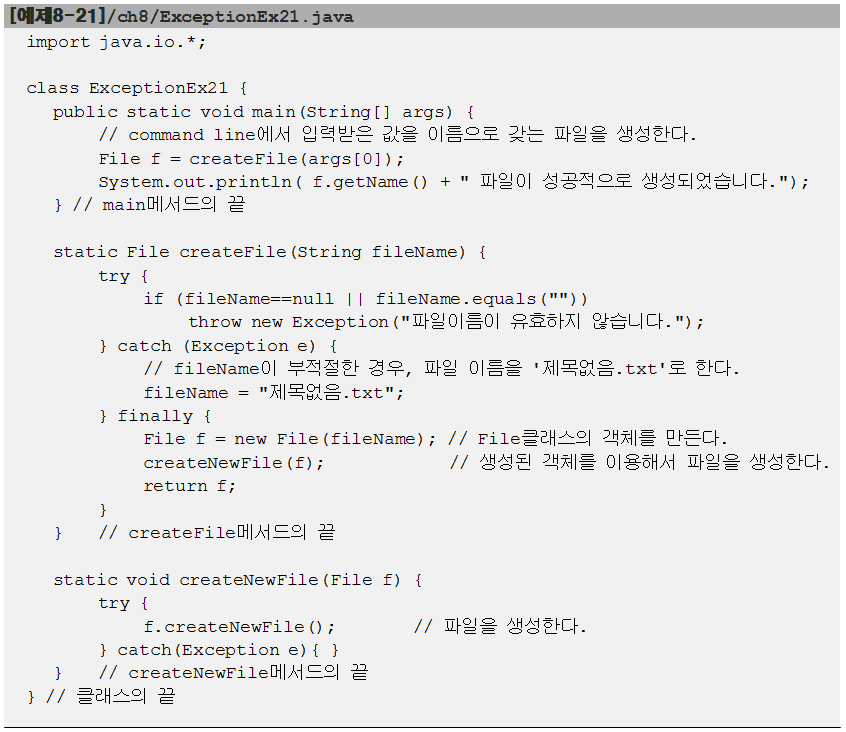 [예제8-21]/ch8/ExceptionEx21.java
import java.io.*;
class ExceptionEx21 {
public static void main(String[] args) {
// command line에서 입력받은 값을 이름으로 갖는 파일을 생성한다.
File f = createFile(args[0]);
System.out.println( f.getName() + " 파일이 성공적으로 생성되었습니다.");
} // main메서드의 끝
static File createFile(String fileName) {
try {
if (fileName==null || fileName.equals(""))
throw new Exception("파일이름이 유효하지 않습니다.");
} catch (Exception e) {
// fileName이 부적절한 경우, 파일 이름을 '제목없음.txt'로 한다.
fileName = "제목없음.txt";
} finally {
File f = new File(fileName); // File클래스의 객체를 만든다.
createNewFile(f); // 생성된 객체를 이용해서 파일을 생성한다.
return f;
}
} // createFile메서드의 끝
static void createNewFile(File f) {
try {
f.createNewFile(); // 파일을 생성한다.
} catch(Exception e){ }
} // createNewFile메서드의 끝
} // 클래스의 끝